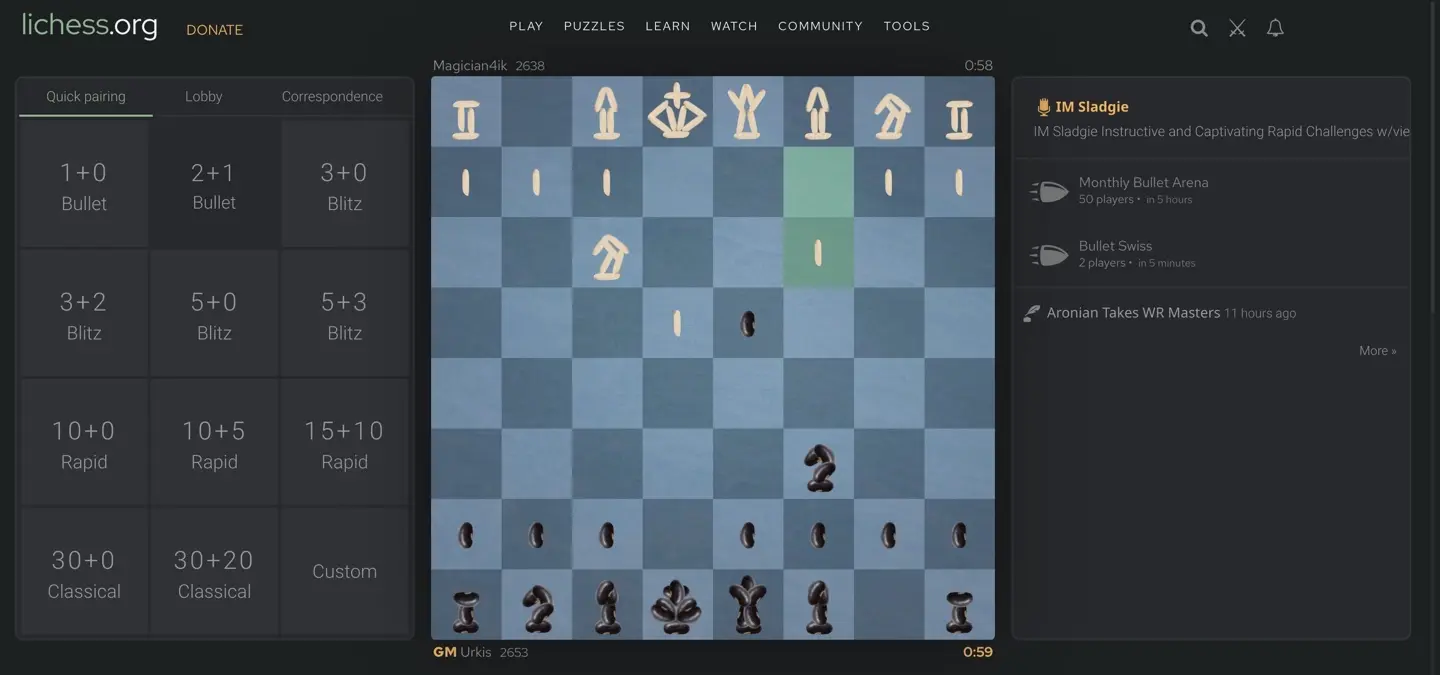 lichess.org
DONATE
PLAY
PUZZLES
LEARN
WATCH
COMMUNITY
TOOLS
Quick pairing
Lobby
Correspondence
1+0
Bullet
2+1
Bullet
3+0
Blitz
3+2
Blitz
5+0
Blitz
5+3
Blitz
10+0
Rapid
10+5
Rapid
15+10
Rapid
30+0
Classical
30+20
Classical
Custom
Magician4ik 2638
0:58
GM Urkis 2653
0:59
IM Sladgie
IM Sladgie Instructive and Captivating Rapid Challenges w/vie
Monthly Bullet Arena
50 players • in 5 hours
Bullet Swiss
2 players • in 5 minutes
Aronian Takes WR Masters 11 hours ago
More »